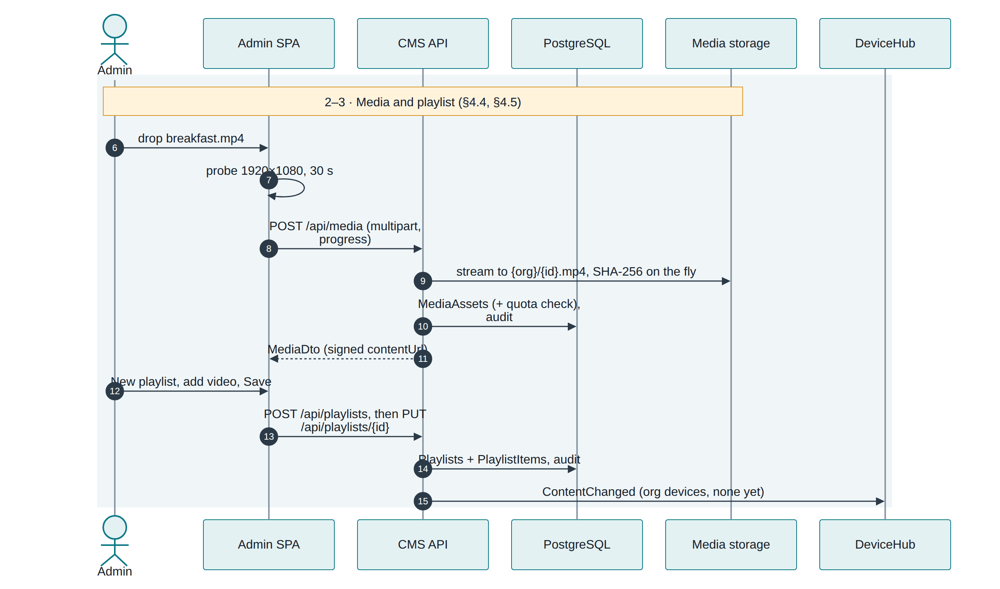 Admin
Admin SPA
CMS API
PostgreSQL
Media storage
DeviceHub
2–3 · Media and playlist (§4.4, §4.5)
drop breakfast.mp4
6
probe 1920×1080, 30 s
7
POST /api/media (multipart,
progress)
8
stream to {org}/{id}.mp4, SHA-256 on the fly
9
MediaAssets (+ quota check),
audit
10
MediaDto (signed contentUrl)
11
New playlist, add video, Save
12
POST /api/playlists, then PUT
/api/playlists/{id}
13
Playlists + PlaylistItems, audit
14
ContentChanged (org devices, none yet)
15
Admin SPA
CMS API
PostgreSQL
Media storage
DeviceHub
Admin